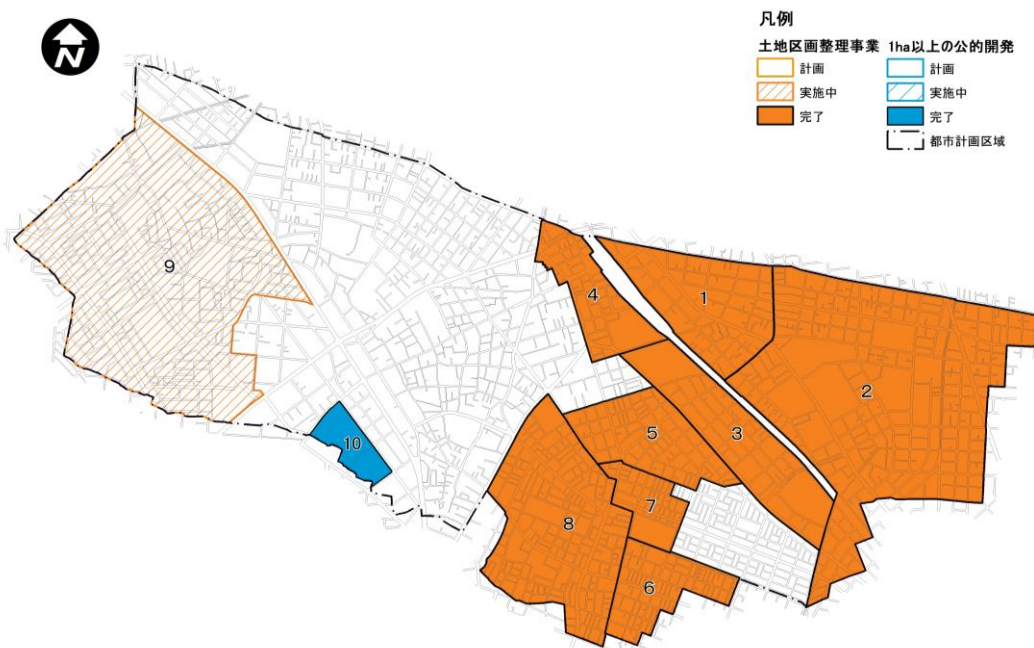 N
凡例
土地区画整理事業 1ha以上の公的開発
計画 計画
実施中 実施中
完了 完了
都市計画区域
9
4
1
2
5
3
10
7
8
6